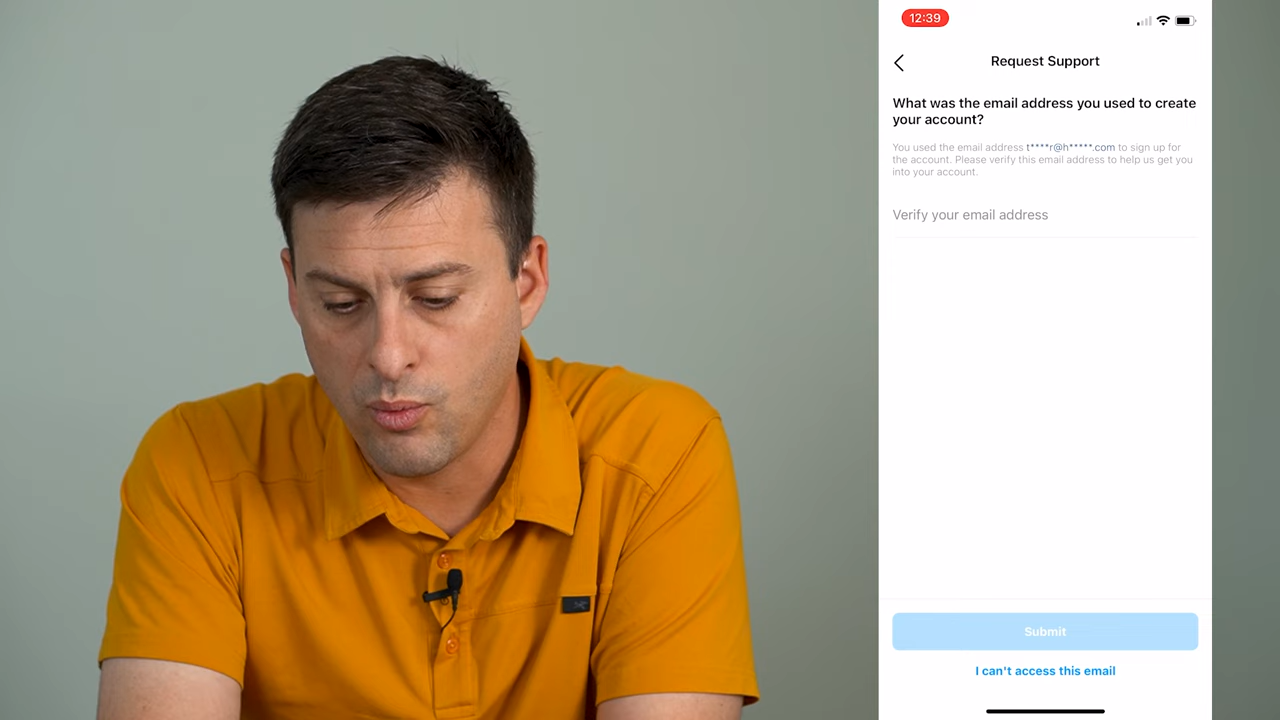 12:39
Request Support
What was the email address you used to create
your account?
You used the email address t****r@h*****.com to sign up for
the account. Please verify this email address to help us get you
into your account.
Verify your email address
Submit
I can't access this email